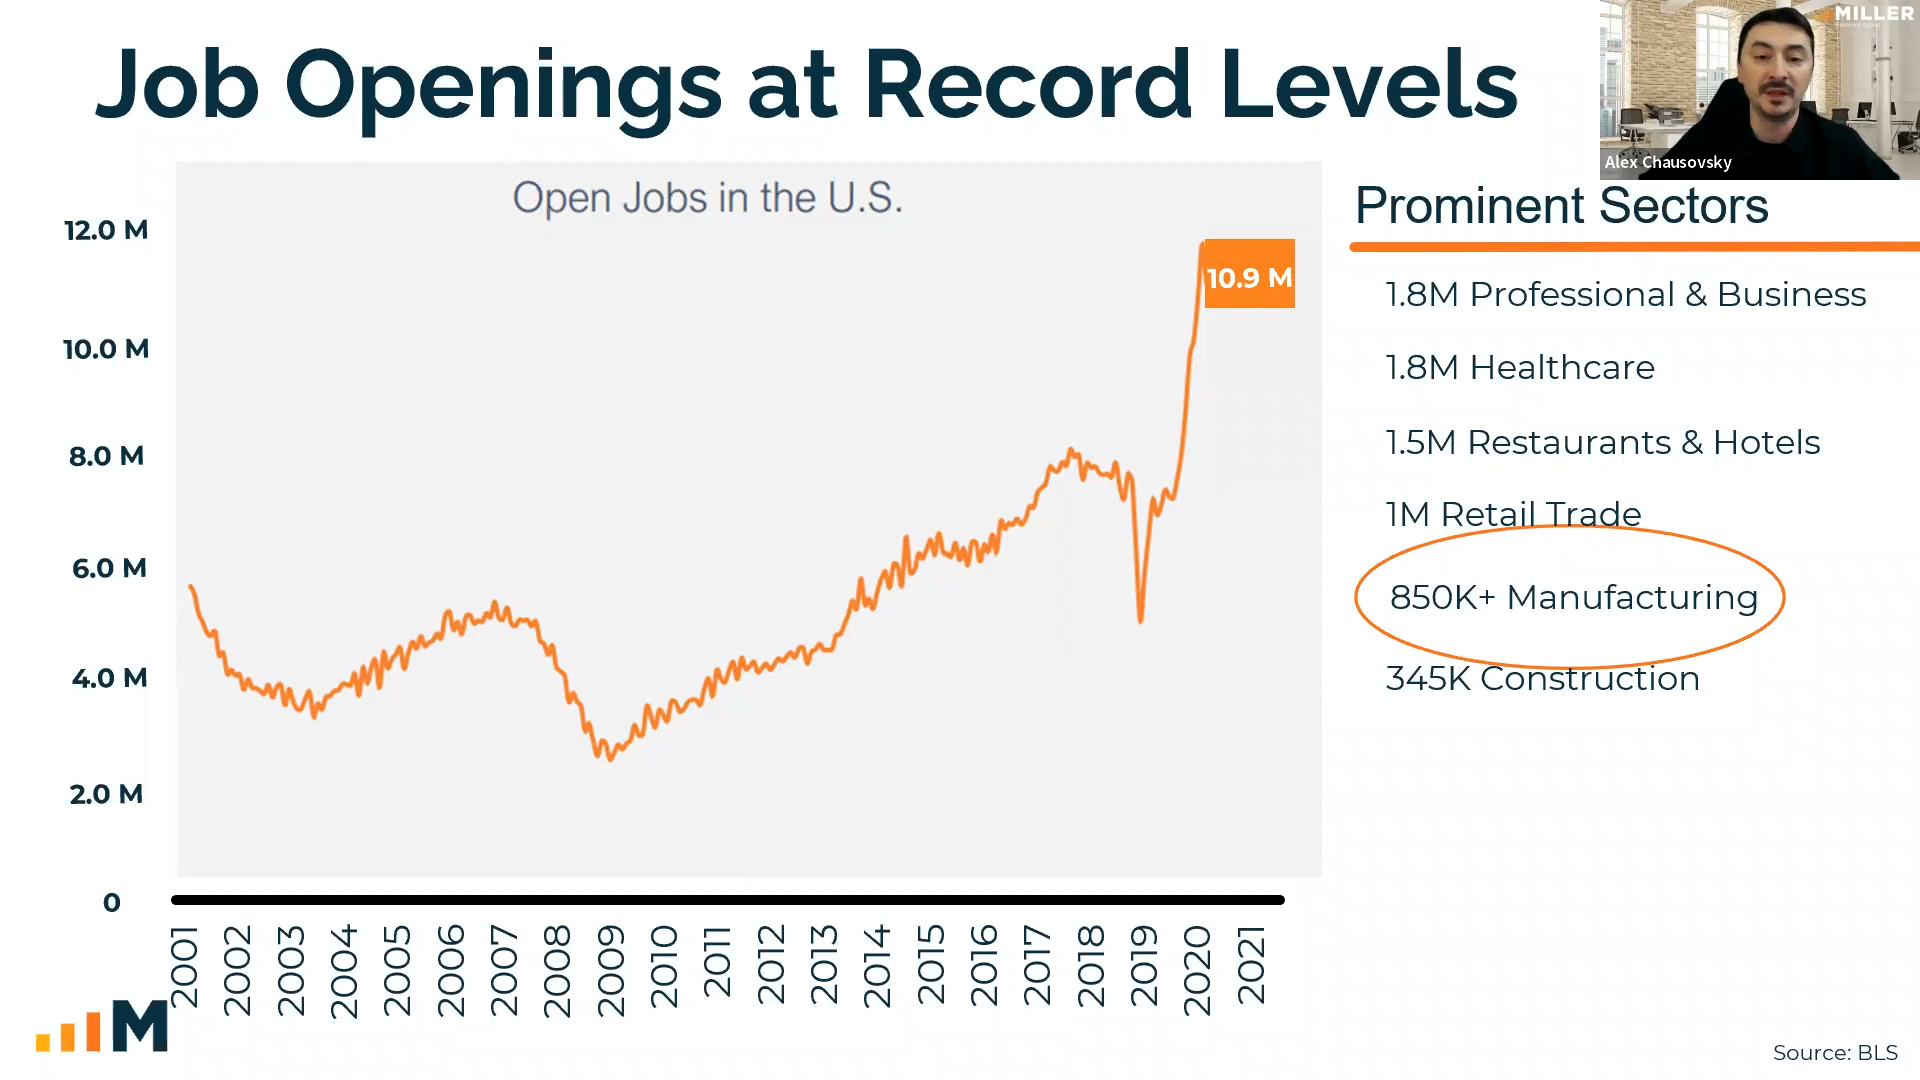 Job Openings at Record Levels
MILLER
Alex Chausovsky
Open Jobs in the U.S.
12.0 M
10.0 M
8.0 M
6.0 M
4.0 M
2.0 M
0
10.9 M
2001
2002
2003
2004
2005
2006
2007
2008
2009
2010
2011
2012
2013
2014
2015
2016
2017
2018
2019
2020
2021
Prominent Sectors
1.8M Professional & Business
1.8M Healthcare
1.5M Restaurants & Hotels
1M Retail Trade
850K+ Manufacturing
345K Construction
M
Source: BLS